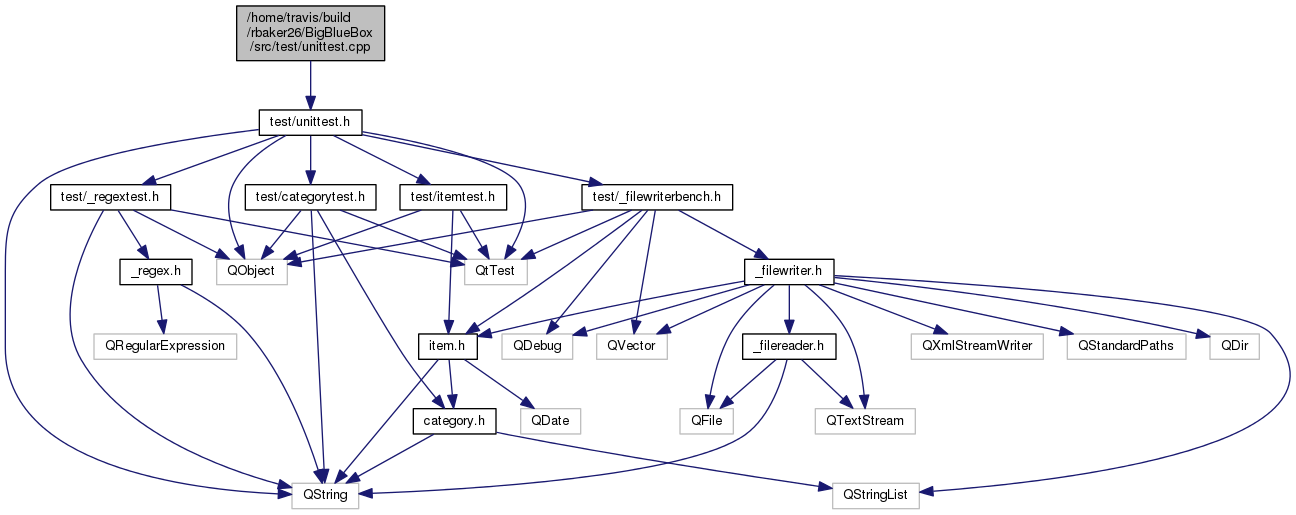 /home/travis/build
/rbaker26/BigBlueBox
/src/test/unittest.cpp
test/unittest.h
test/_regextest.h
test/categorytest.h
test/itemtest.h
test/_filewriterbench.h
_regex.h
QObject
QtTest
_filewriter.h
QRegularExpression
item.h
QDebug
QVector
_filereader.h
QXmlStreamWriter
QStandardPaths
QDir
category.h
QDate
QFile
QTextStream
QString
QStringList